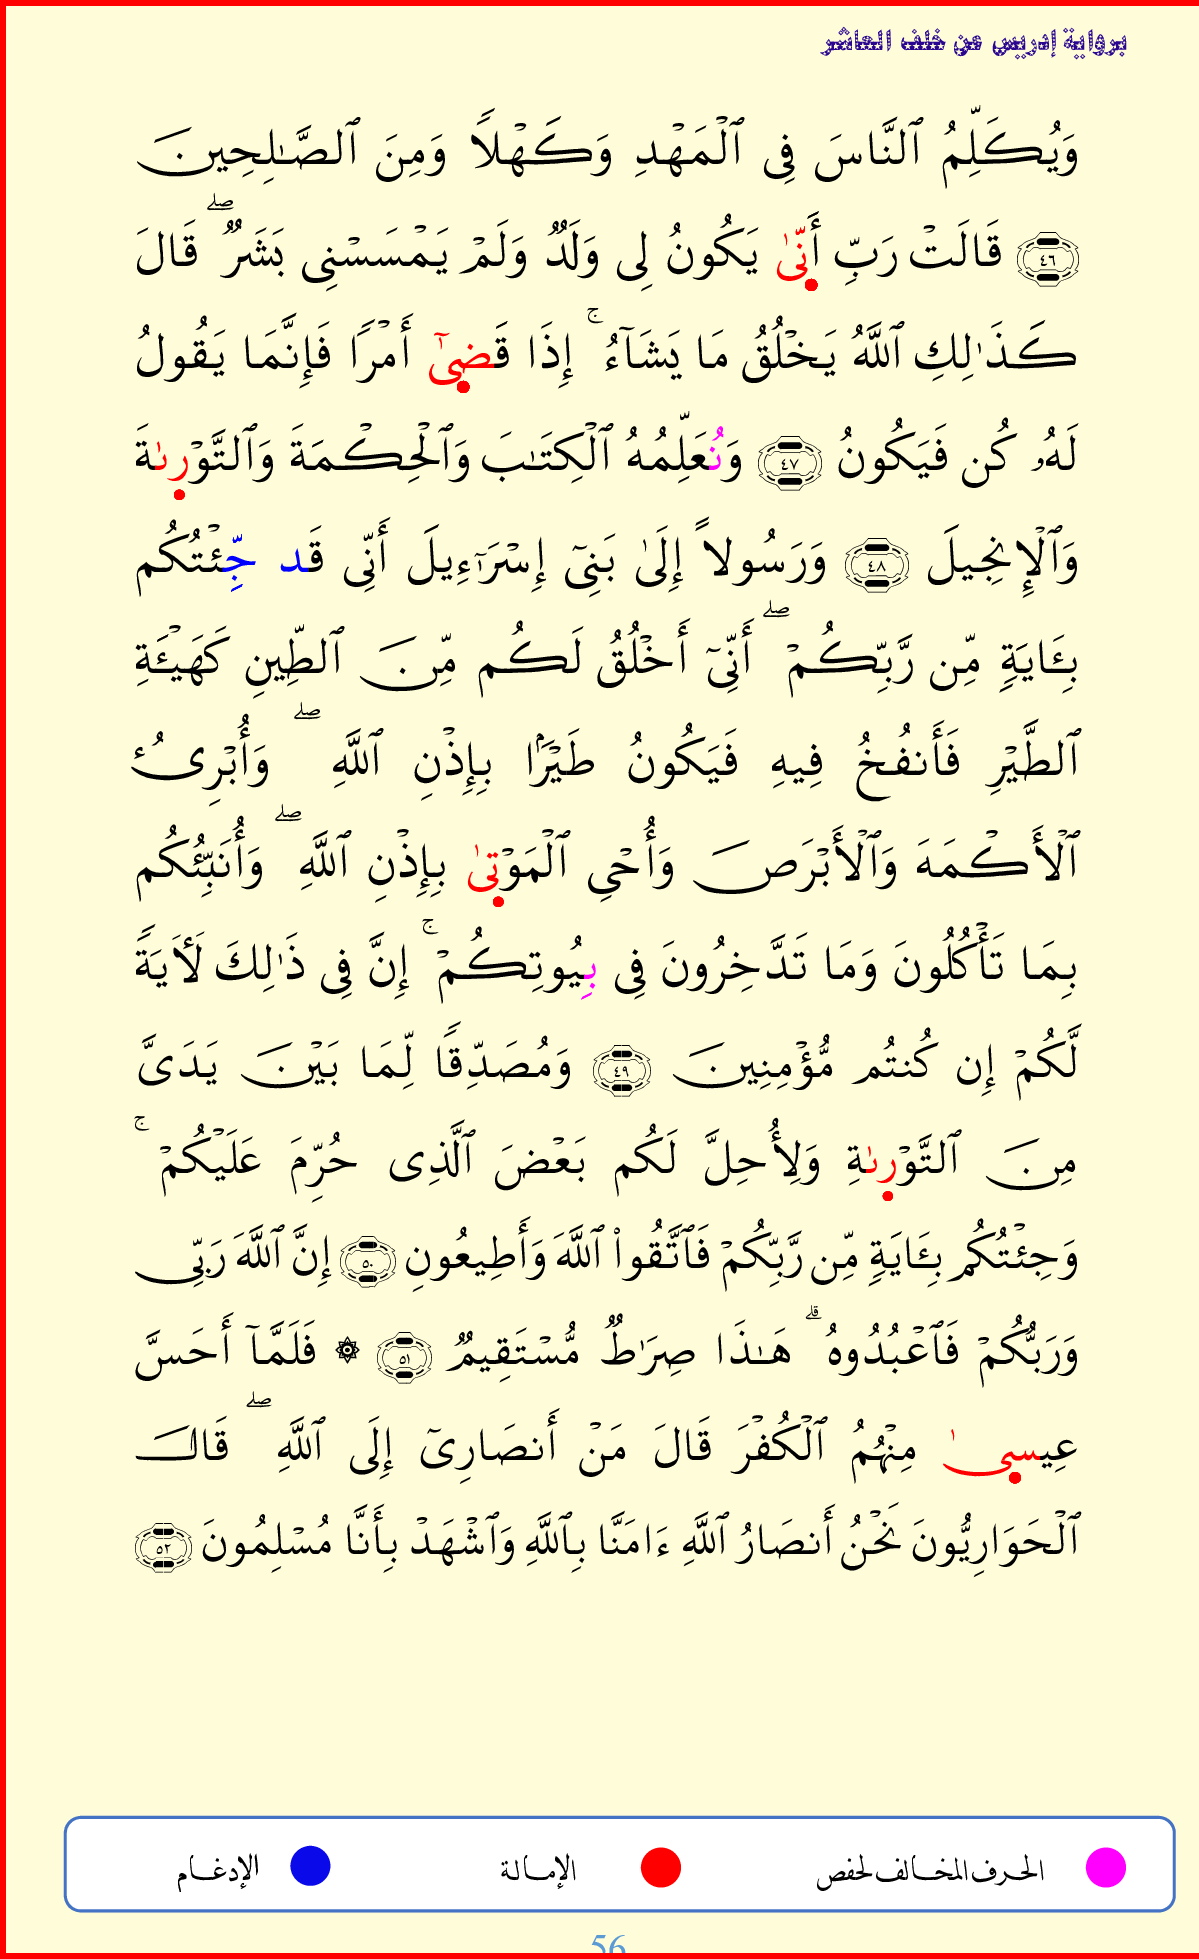 برواية إدريس عن خلف العاشر
وَيُكَلِّمُ ٱلنَّاسَ فِى ٱلْمَهْدِ وَكَهْلًا وَمِنَ ٱلصَّـٰلِحِينَ
٤٦ قَالَتْ رَبِّ أَنِّىٰ يَكُونُ لِى وَلَدٌ وَلَمْ يَمْسَسْنِى بَشَرٌ ۖ قَالَ
كَذَٰلِكِ ٱللَّهُ يَخْلُقُ مَا يَشَآءُ ۚ إِذَا قَضِىٰٓ أَمْرًا فَإِنَّمَا يَقُولُ
لَهُۥ كُن فَيَكُونُ ٤٧ وَنُعَلِّمُهُ ٱلْكِتَـٰبَ وَٱلْحِكْمَةَ وَٱلتَّوْرِىٰةَ
وَٱلْإِنجِيلَ ٤٨ وَرَسُولًا إِلَىٰ بَنِىٓ إِسْرَٰٓءِيلَ أَنِّى قَد جِّئْتُكُم
بِـَٔايَةٍ مِّن رَّبِّكُمْ ۖ أَنِّىٓ أَخْلُقُ لَكُم مِّنَ ٱلطِّينِ كَهَيْـَٔةِ
ٱلطَّيْرِ فَأَنفُخُ فِيهِ فَيَكُونُ طَيْرًۢا بِإِذْنِ ٱللَّهِ ۖ وَأُبْرِئُ
ٱلْأَكْمَهَ وَٱلْأَبْرَصَ وَأُحْىِ ٱلْمَوْتِىٰ بِإِذْنِ ٱللَّهِ ۖ وَأُنَبِّئُكُم
بِمَا تَأْكُلُونَ وَمَا تَدَّخِرُونَ فِى بِيُوتِكُمْ ۚ إِنَّ فِى ذَٰلِكَ لَـَٔايَةً
لَّكُمْ إِن كُنتُم مُّؤْمِنِينَ ٤٩ وَمُصَدِّقًا لِّمَا بَيْنَ يَدَىَّ
مِنَ ٱلتَّوْرِىٰةِ وَلِأُحِلَّ لَكُم بَعْضَ ٱلَّذِى حُرِّمَ عَلَيْكُمْ ۚ
وَجِئْتُكُم بِـَٔايَةٍ مِّن رَّبِّكُمْ فَٱتَّقُوا۟ ٱللَّهَ وَأَطِيعُونِ ٥٠ إِنَّ ٱللَّهَ رَبِّى
وَرَبُّكُمْ فَٱعْبُدُوهُ ۗ هَـٰذَا صِرَٰطٌ مُّسْتَقِيمٌ ٥١ ۞ فَلَمَّآ أَحَسَّ
عِيسِىٰ مِنْهُمُ ٱلْكُفْرَ قَالَ مَنْ أَنصَارِىٓ إِلَى ٱللَّهِ ۖ قَالَ
ٱلْحَوَارِيُّونَ نَحْنُ أَنصَارُ ٱللَّهِ ءَامَنَّا بِٱللَّهِ وَٱشْهَدْ بِأَنَّا مُسْلِمُونَ ٥٢
الحرف المخالف لحفص الإمالة الإدغام
56